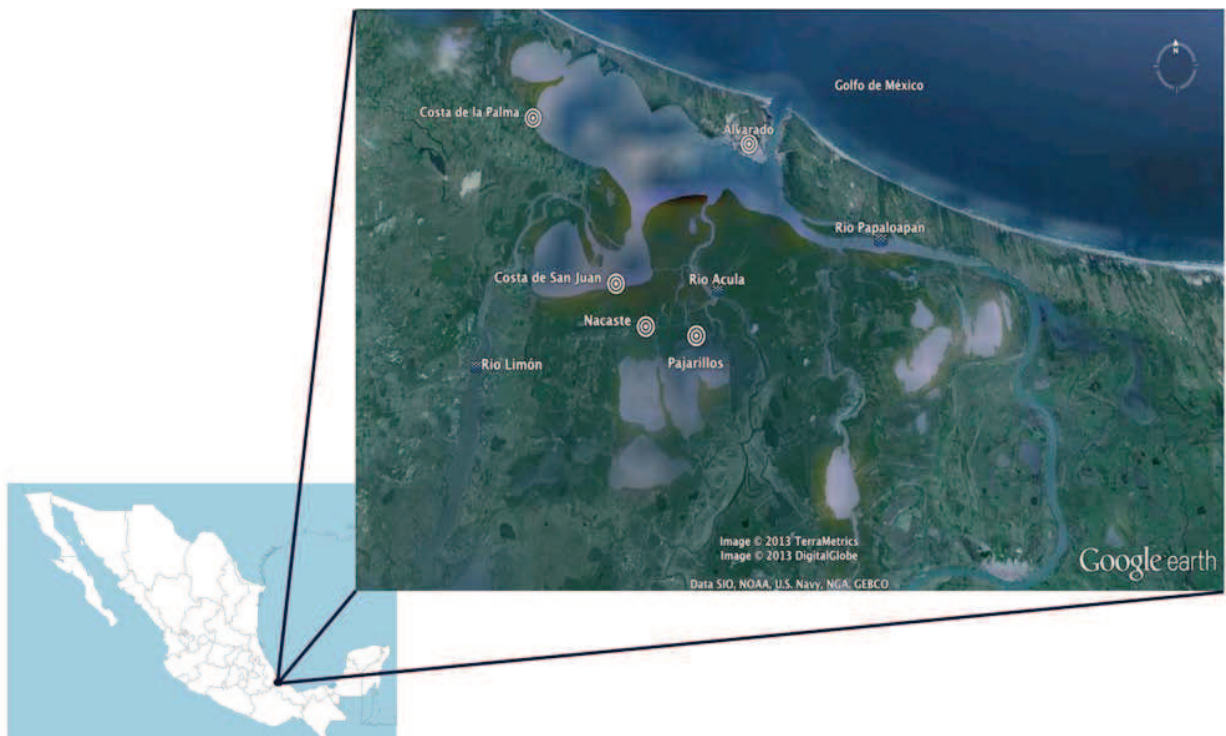 N
Golfo de México
Costa de la Palma
Alvarado
Rio Papaloapan
Costa de San Juan
Rio Acula
Nacaste
Rio Limón
Pajarillos
Image © 2013 TerraMetrics
Image © 2013 DigitalGlobe
Data SIO, NOAA, U.S. Navy, NGA, GEBCO
Google earth